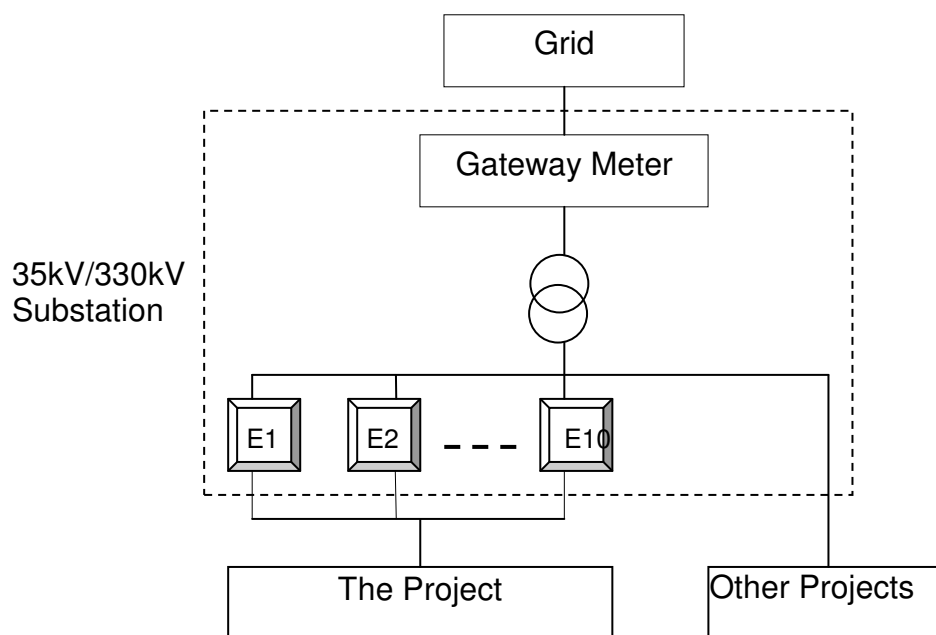 Grid
Gateway Meter
35kV/330kV
Substation
E1
E2
E10
The Project
Other Projects